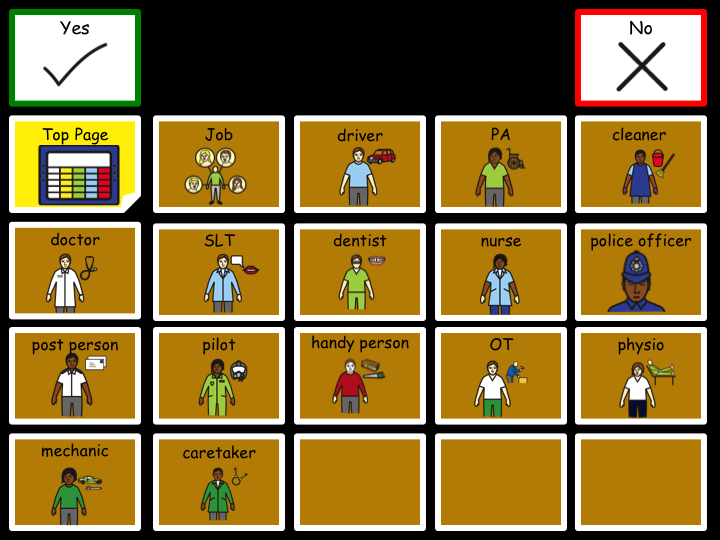 Yes
No
Top Page
Job
driver
PA
cleaner
doctor
SLT
dentist
nurse
police officer
post person
pilot
handy person
OT
physio
mechanic
caretaker